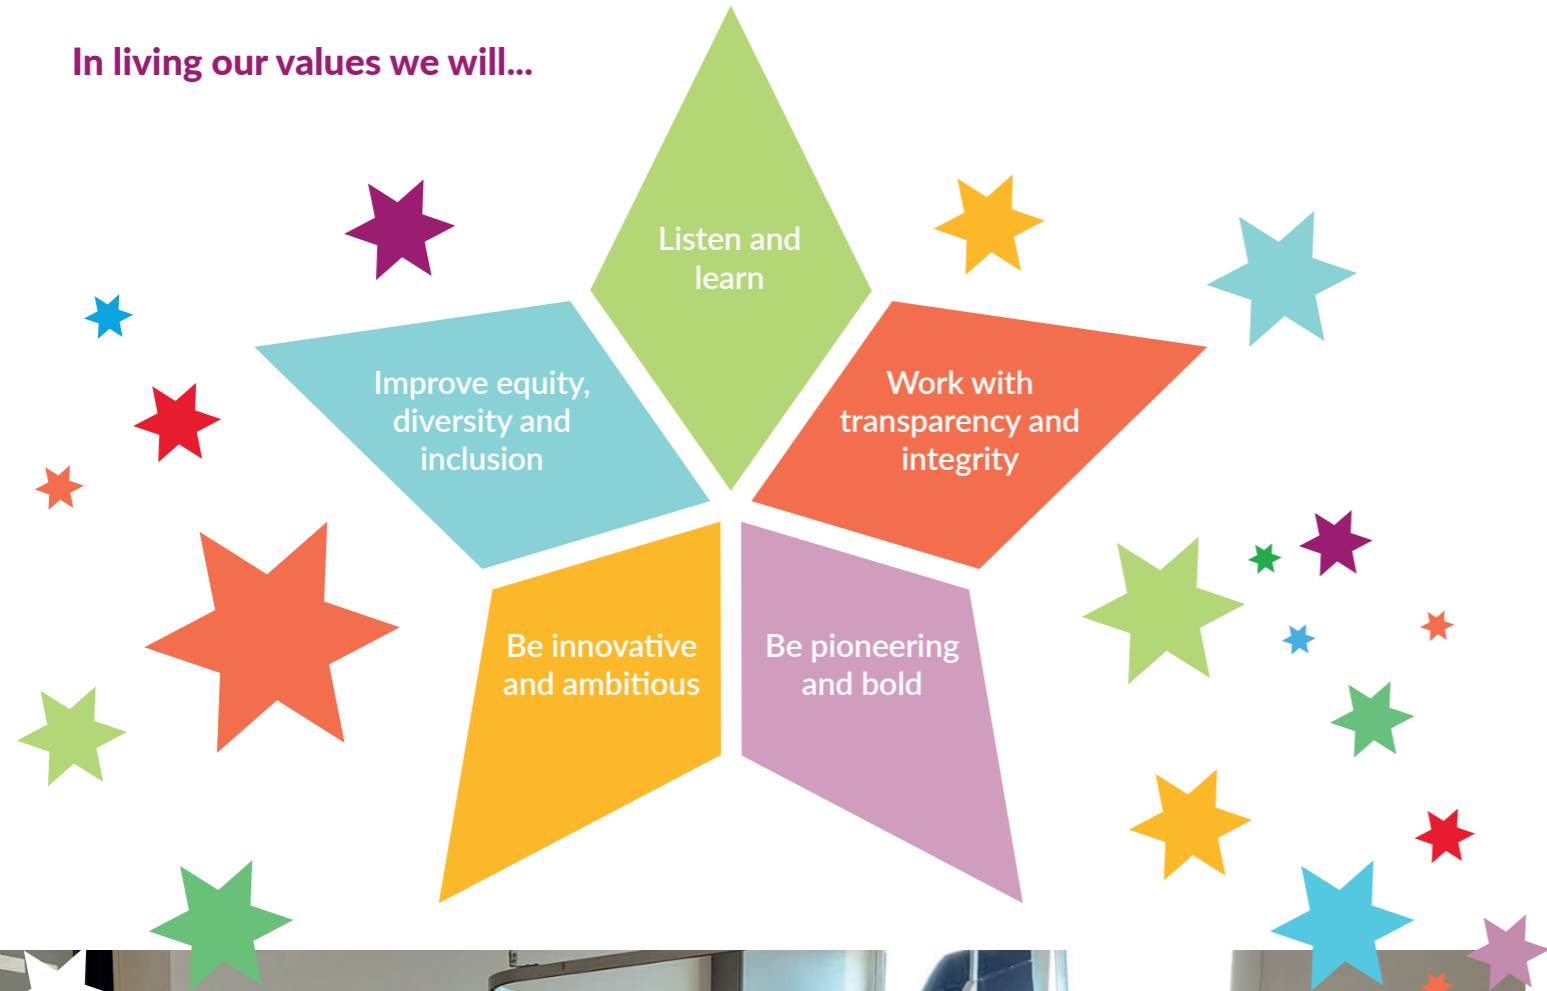 In living our values we will...
Listen and
learn
Improve equity,
diversity and
inclusion
Work with
transparency and
integrity
Be innovative
and ambitious
Be pioneering
and bold